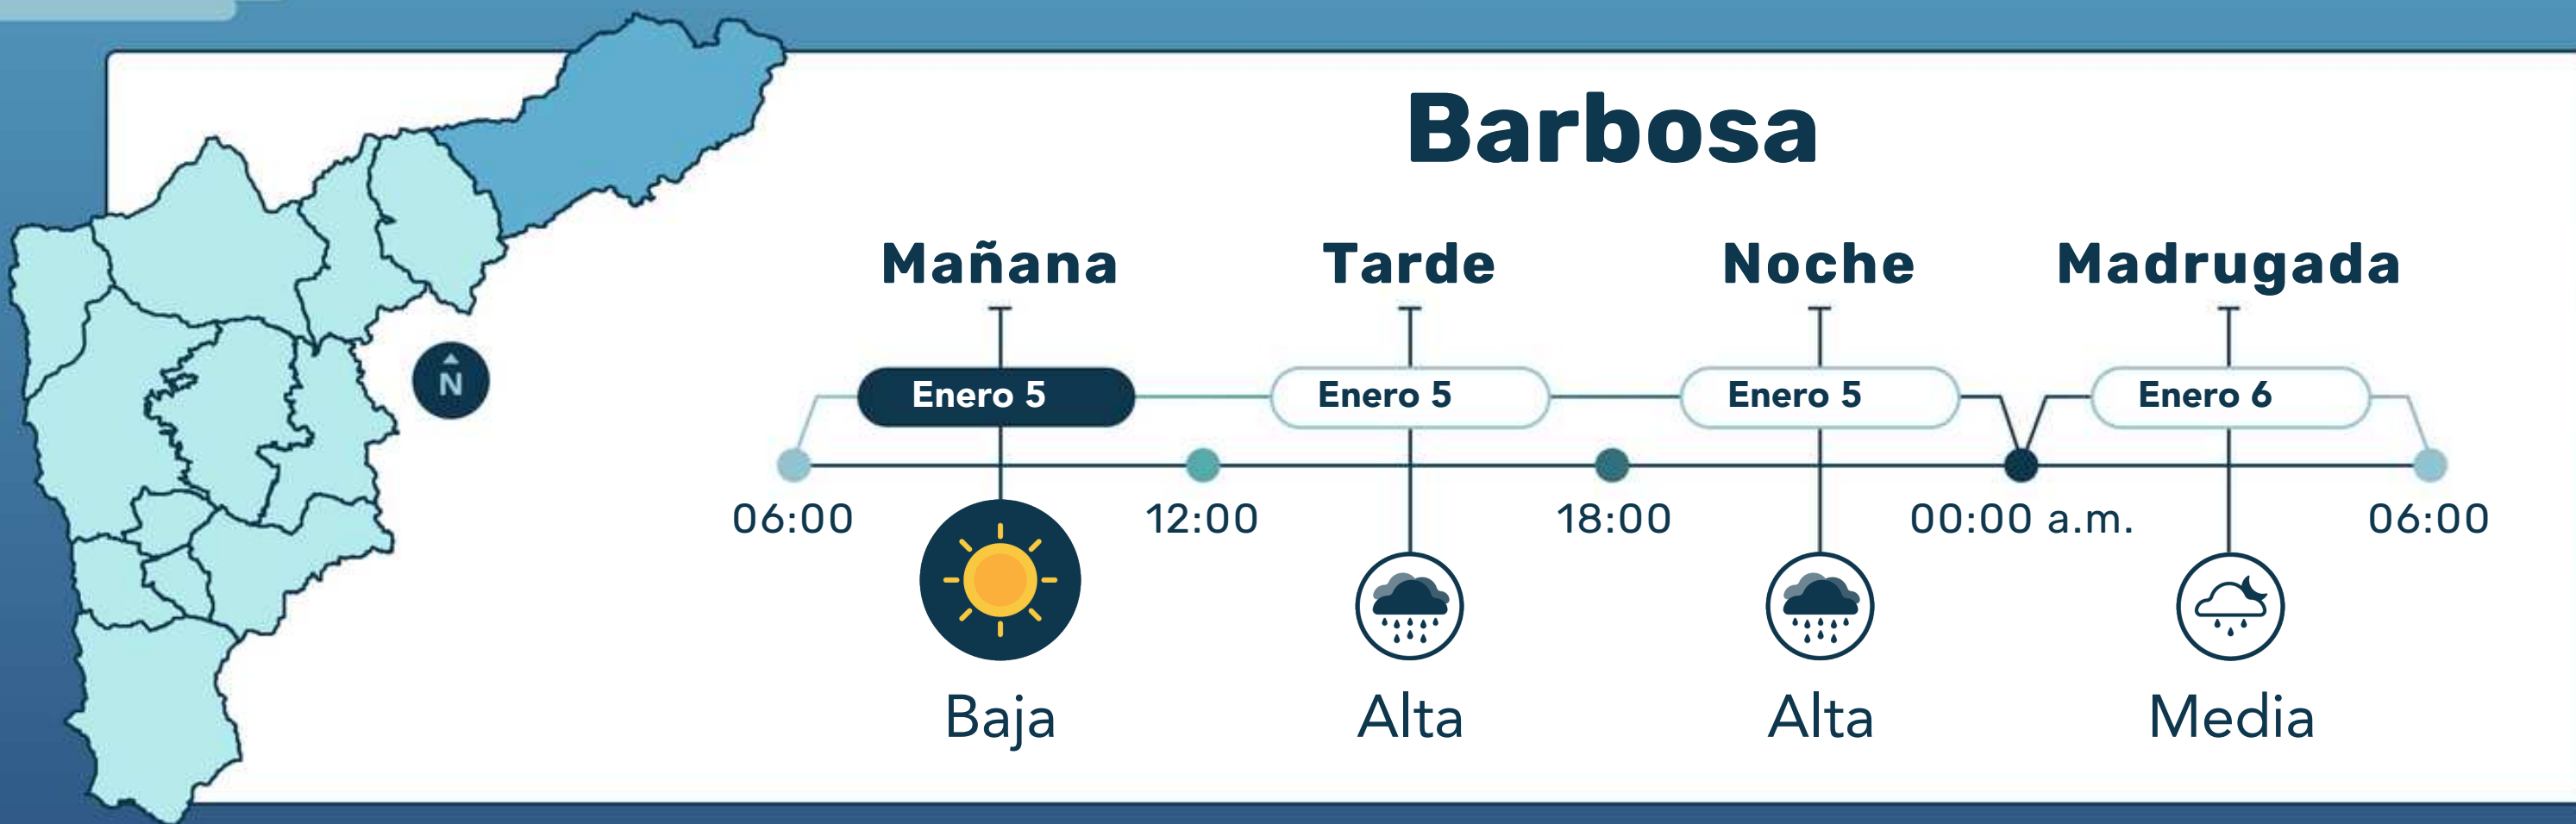 Barbosa
Mañana Tarde Noche Madrugada
N
Enero 5 Enero 5 Enero 5 Enero 6
06:00 12:00 18:00 00:00 a.m. 06:00
Baja Alta Alta Media